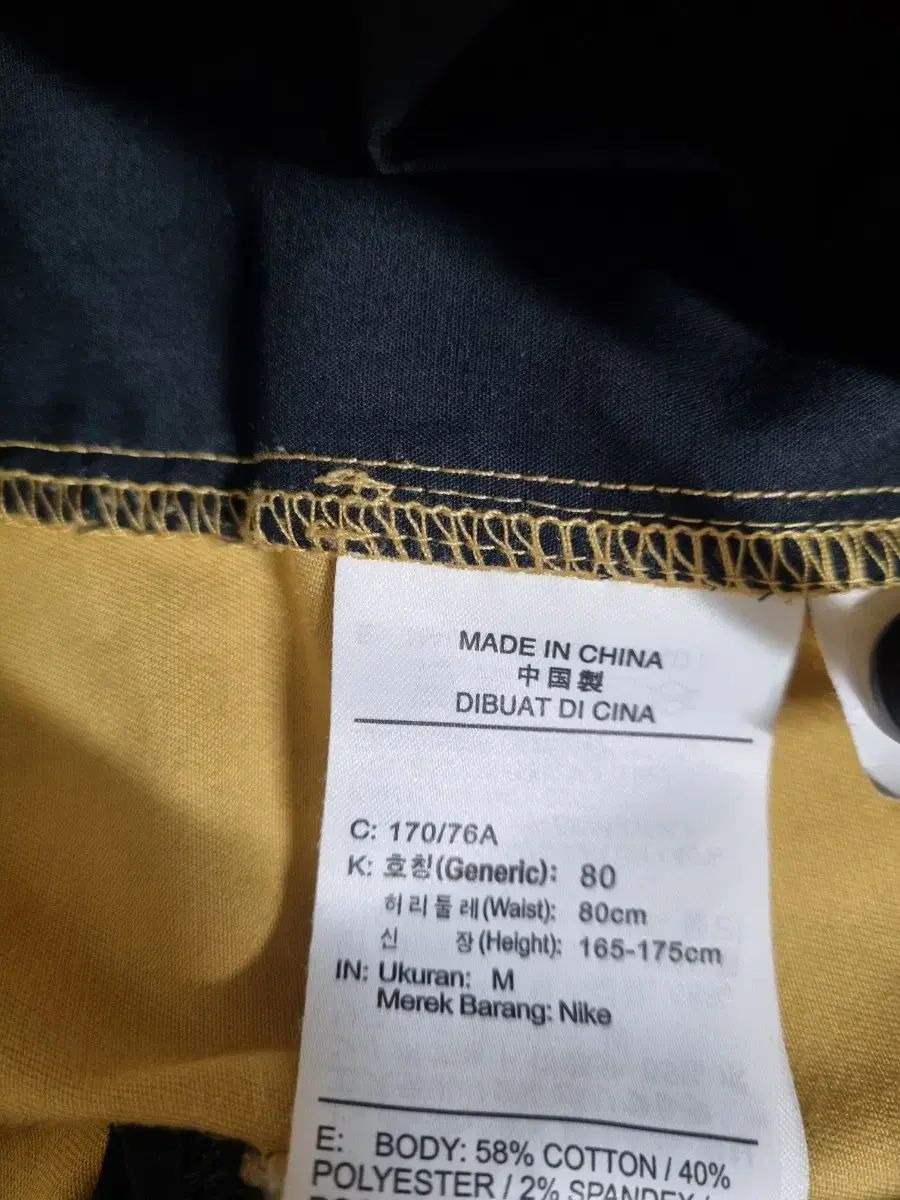 MADE IN CHINA
中国製
DIBUAT DI CINA
C: 170/76A
K: 호칭(Generic): 80
허리둘레(Waist): 80cm
신 장(Height): 165-175cm
IN: Ukuran: M
Merek Barang: Nike
E: BODY: 58% COTTON / 40%
POLYESTER / 2% SPANDEX